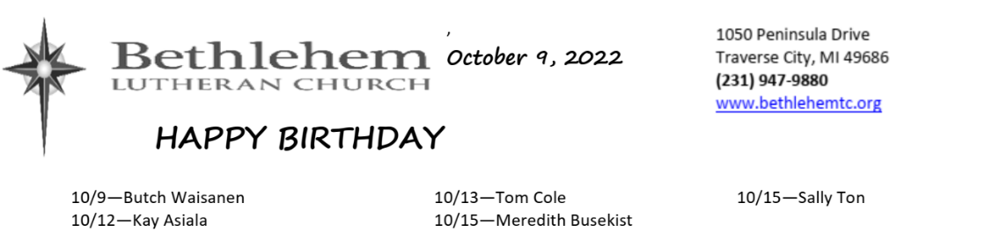 Bethlehem
LUTHERAN CHURCH
,
October 9, 2022
1050 Peninsula Drive
Traverse City, MI 49686
(231) 947-9880
www.bethlehemtc.org
HAPPY BIRTHDAY
10/9—Butch Waisanen
10/12—Kay Asiala
10/13—Tom Cole
10/15—Meredith Busekist
10/15—Sally Ton